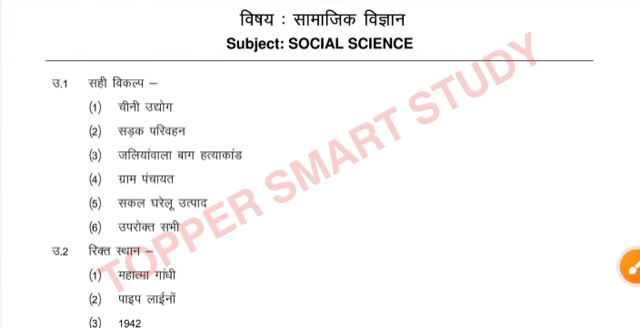 विषय : सामाजिक विज्ञान
Subject: SOCIAL SCIENCE
उ.1 सही विकल्प –
(1) चीनी उद्योग
(2) सड़क परिवहन
(3) जलियांवाला बाग हत्याकांड
(4) ग्राम पंचायत
(5) सकल घरेलू उत्पाद
(6) उपरोक्त सभी
उ.2 रिक्त स्थान –
(1) महात्मा गांधी
(2) पाइप लाईनों
(3) 1942
TOPPER SMART STUDY